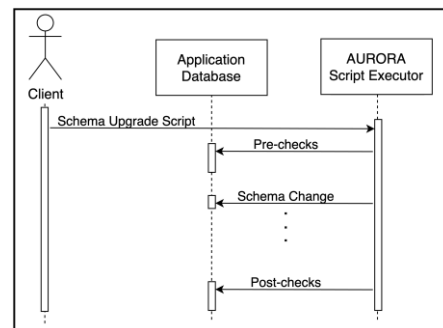 Application
Database
AURORA
Script Executor
Client
Schema Upgrade Script
Pre-checks
Schema Change
Post-checks